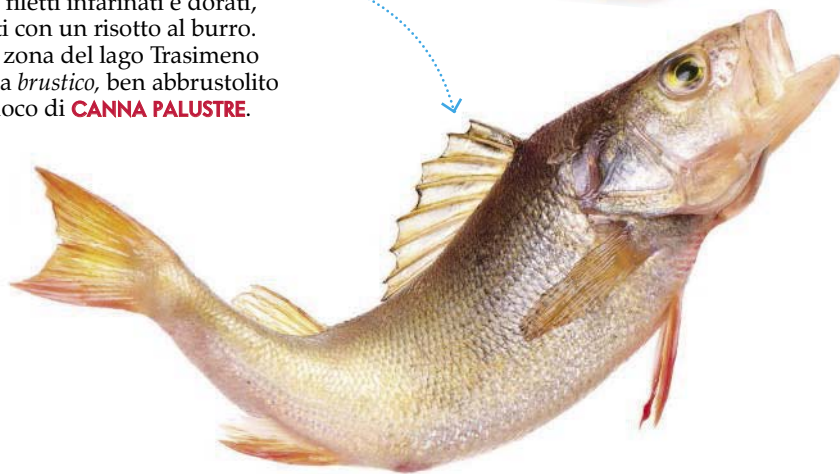 filetti infarinati e dorati,
ti con un risotto al burro.
zona del lago Trasimeno
a brustico, ben abbrustolito
oco di CANNA PALUSTRE.